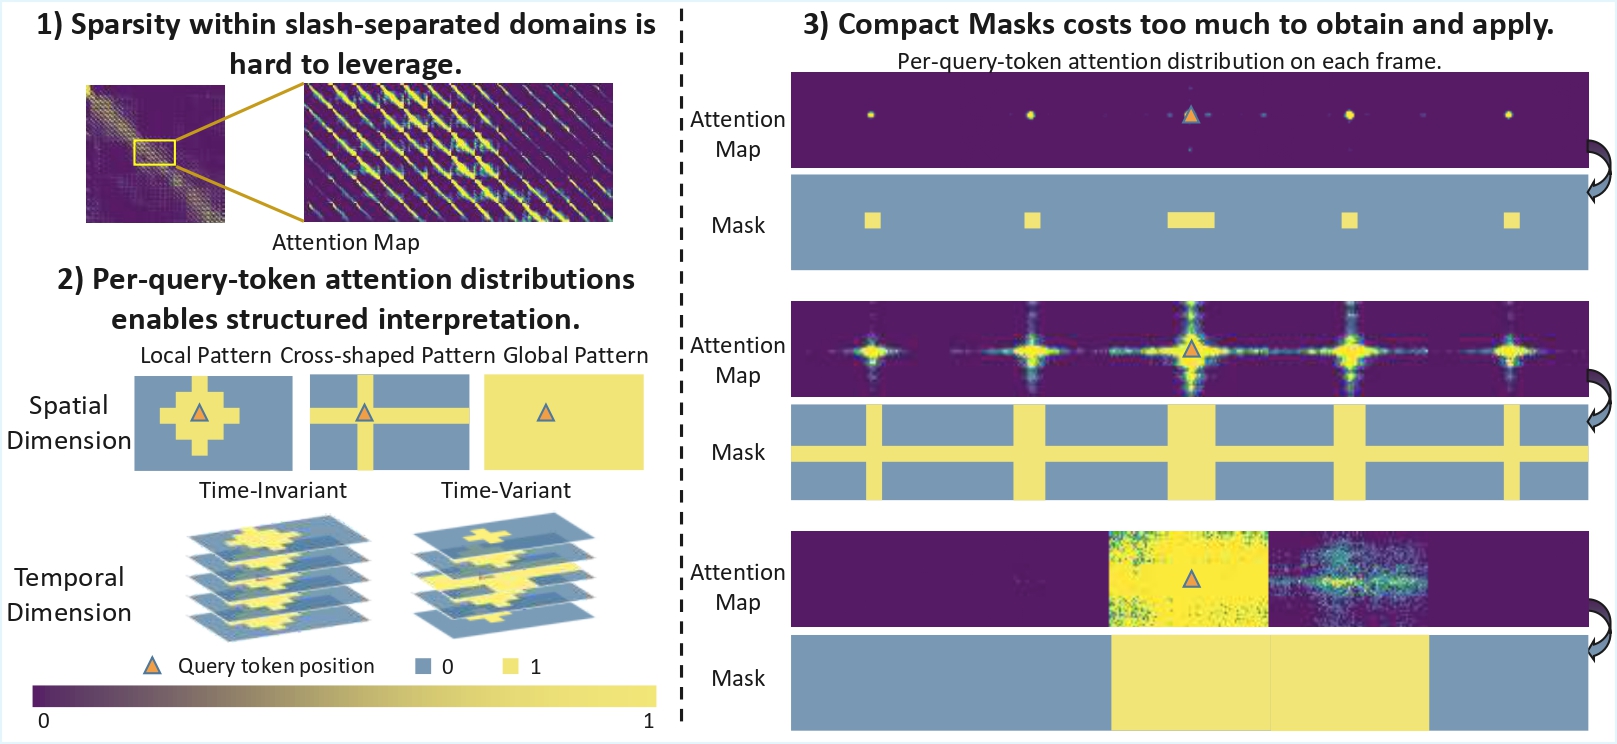 1) Sparsity within slash-separated domains is
hard to leverage.
Attention Map
2) Per-query-token attention distributions
enables structured interpretation.
Local Pattern Cross-shaped Pattern Global Pattern
Spatial
Dimension
Time-Invariant Time-Variant
Temporal
Dimension
Query token position 0 1
0 1
3) Compact Masks costs too much to obtain and apply.
Per-query-token attention distribution on each frame.
Attention
Map
Mask
Attention
Map
Mask
Attention
Map
Mask